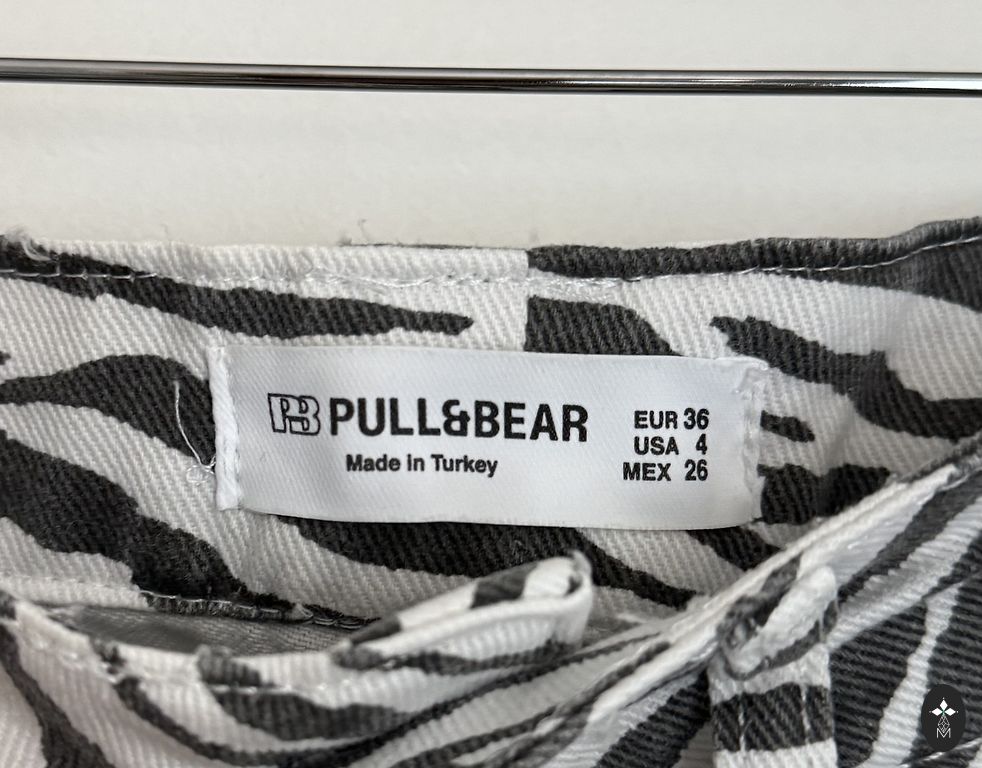 PB PULL&BEAR
Made in Turkey
EUR 36
USA 4
MEX 26
M